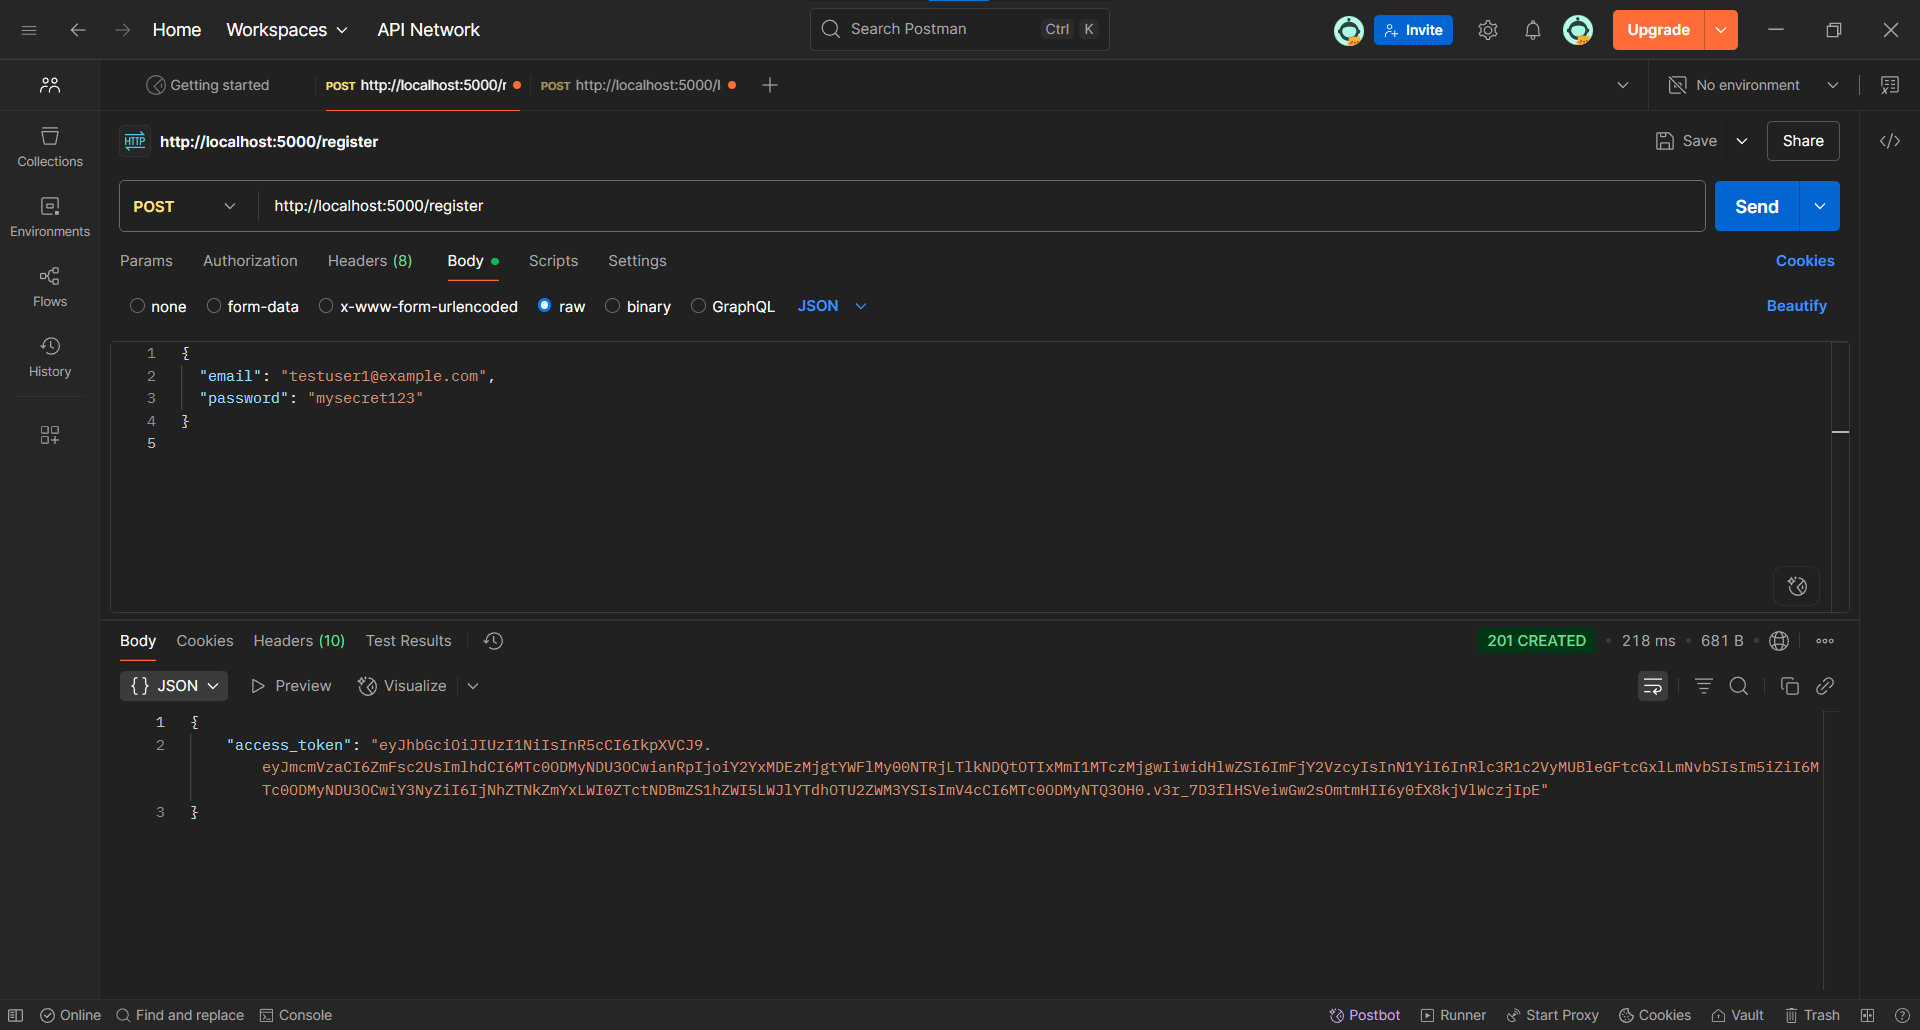 Home
Workspaces
API Network
Search Postman
Ctrl K
Invite
Upgrade
Getting started
POST http://localhost:5000/r
POST http://localhost:5000/l
No environment
Collections
Environments
Flows
History
HTTP
http://localhost:5000/register
Save
Share
POST
http://localhost:5000/register
Send
Params
Authorization
Headers (8)
Body
Scripts
Settings
Cookies
none
form-data
x-www-form-urlencoded
raw
binary
GraphQL
JSON
Beautify
1 {
2 "email": "testuser1@example.com",
3 "password": "mysecret123"
4 }
5
Body
Cookies
Headers (10)
Test Results
201 CREATED
218 ms
681 B
{} JSON
Preview
Visualize
1 {
2 "access_token": "eyJhbGciOiJIUzI1NiIsInR5cCI6IkpXVCJ9.
eyJmcmVzaCI6ZmFsc2UsImlhdCI6MTc0ODMyNDU3OCwianRpIjoiY2YxMDEzMjgtYWFlMy00NTRjLTlkNDQtOTIxMmI1MTczMjgwIiwidHlwZSI6ImFjY2VzcyIsInN1YiI6InRlc3R1c2VyMUBleGFtcGxlLmNvbSIsIm5iZiI6M
Tc0ODMyNDU3OCwiY3NyZiI6IjNhZTNkZmYxLWI0ZTctNDBmZS1hZWI5LWJlYTdhOTU2ZWM3YSIsImV4cCI6MTc0ODMyNTQ3OH0.v3r_7D3flHSVeiwGw2sOmtmHII6y0fX8kjVlWczjIpE"
3 }
Online
Find and replace
Console
Postbot
Runner
Start Proxy
Cookies
Vault
Trash